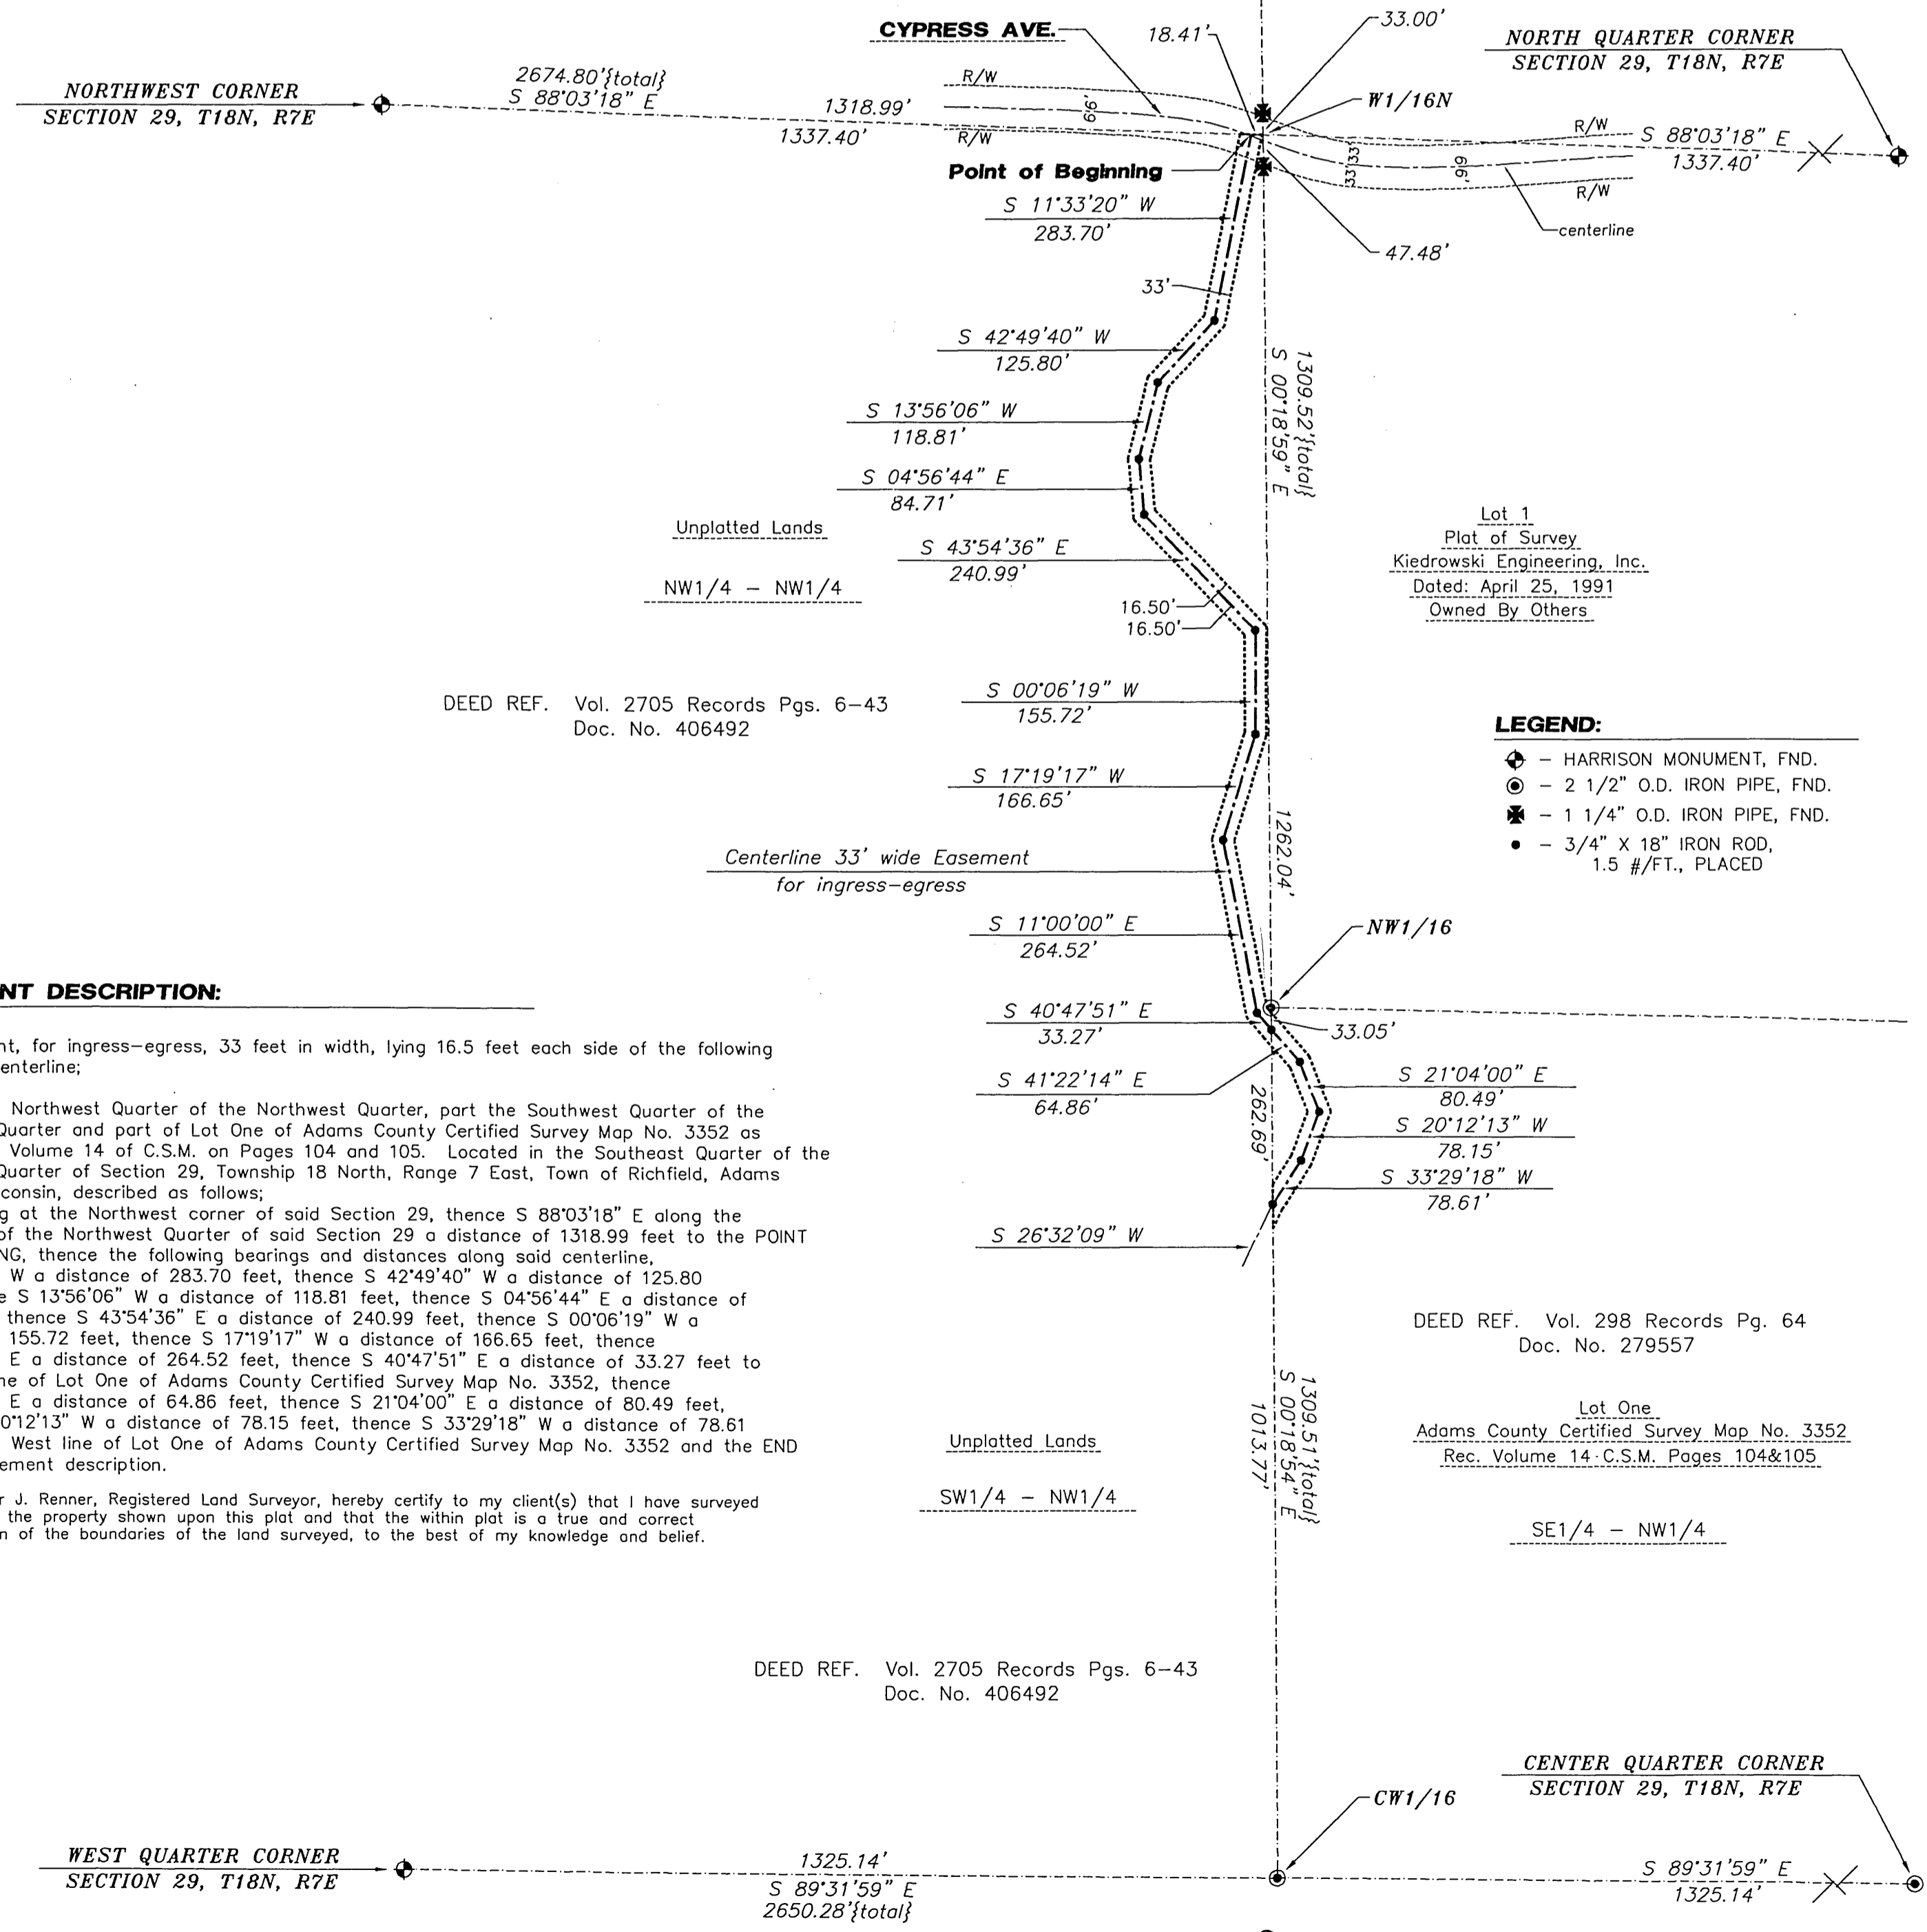 CYPRESS AVE.
18.41'
33.00'
NORTH QUARTER CORNER
SECTION 29, T18N, R7E
NORTHWEST CORNER
SECTION 29, T18N, R7E
2674.80'{total}
S 88°03'18" E
1318.99'
1337.40'
R/W
R/W
66'
W1/16N
R/W
S 88°03'18" E
1337.40'
33'
33'
66'
R/W
centerline
Point of Beginning
S 11°33'20" W
283.70'
47.48'
33'
S 42°49'40" W
125.80'
1309.52'{total}
S 00°18'59" E
S 13°56'06" W
118.81'
S 04°56'44" E
84.71'
Unplatted Lands
NW1/4 - NW1/4
S 43°54'36" E
240.99'
16.50'
16.50'
Lot 1
Plat of Survey
Kiedrowski Engineering, Inc.
Dated: April 25, 1991
Owned By Others
DEED REF. Vol. 2705 Records Pgs. 6-43
Doc. No. 406492
S 00°06'19" W
155.72'
LEGEND:
- HARRISON MONUMENT, FND.
- 2 1/2" O.D. IRON PIPE, FND.
- 1 1/4" O.D. IRON PIPE, FND.
- 3/4" X 18" IRON ROD,
1.5 #/FT., PLACED
S 17°19'17" W
166.65'
1262.04'
Centerline 33' wide Easement
for ingress-egress
S 11°00'00" E
264.52'
NW1/16
S 40°47'51" E
33.27'
33.05'
S 41°22'14" E
64.86'
262.69'
S 21°04'00" E
80.49'
S 20°12'13" W
78.15'
S 33°29'18" W
78.61'
S 26°32'09" W
NT DESCRIPTION:
nt, for ingress-egress, 33 feet in width, lying 16.5 feet each side of the following
enterline;
Northwest Quarter of the Northwest Quarter, part the Southwest Quarter of the
Quarter and part of Lot One of Adams County Certified Survey Map No. 3352 as
Volume 14 of C.S.M. on Pages 104 and 105. Located in the Southeast Quarter of the
Quarter of Section 29, Township 18 North, Range 7 East, Town of Richfield, Adams
consin, described as follows;
g at the Northwest corner of said Section 29, thence S 88°03'18" E along the
of the Northwest Quarter of said Section 29 a distance of 1318.99 feet to the POINT
NG, thence the following bearings and distances along said centerline,
W a distance of 283.70 feet, thence S 42°49'40" W a distance of 125.80
e S 13°56'06" W a distance of 118.81 feet, thence S 04°56'44" E a distance of
thence S 43°54'36" E a distance of 240.99 feet, thence S 00°06'19" W a
155.72 feet, thence S 17°19'17" W a distance of 166.65 feet, thence
E a distance of 264.52 feet, thence S 40°47'51" E a distance of 33.27 feet to
ne of Lot One of Adams County Certified Survey Map No. 3352, thence
E a distance of 64.86 feet, thence S 21°04'00" E a distance of 80.49 feet,
0°12'13" W a distance of 78.15 feet, thence S 33°29'18" W a distance of 78.61
West line of Lot One of Adams County Certified Survey Map No. 3352 and the END
ement description.
r J. Renner, Registered Land Surveyor, hereby certify to my client(s) that I have surveyed
the property shown upon this plat and that the within plat is a true and correct
n of the boundaries of the land surveyed, to the best of my knowledge and belief.
DEED REF. Vol. 298 Records Pg. 64
Doc. No. 279557
Lot One
Adams County Certified Survey Map No. 3352
Rec. Volume 14 C.S.M. Pages 104&105
SE1/4 - NW1/4
1309.51'{total}
S 00°18'54" E
1013.77'
Unplatted Lands
SW1/4 - NW1/4
DEED REF. Vol. 2705 Records Pgs. 6-43
Doc. No. 406492
CENTER QUARTER CORNER
SECTION 29, T18N, R7E
CW1/16
WEST QUARTER CORNER
SECTION 29, T18N, R7E
1325.14'
S 89°31'59" E
2650.28'{total}
S 89°31'59" E
1325.14'